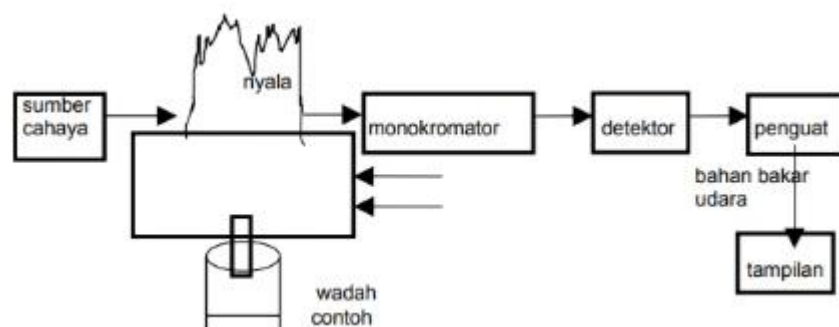 nyala
sumber
cahaya
monokromator
detektor
penguat
bahan bakar
udara
tampilan
wadah
contoh